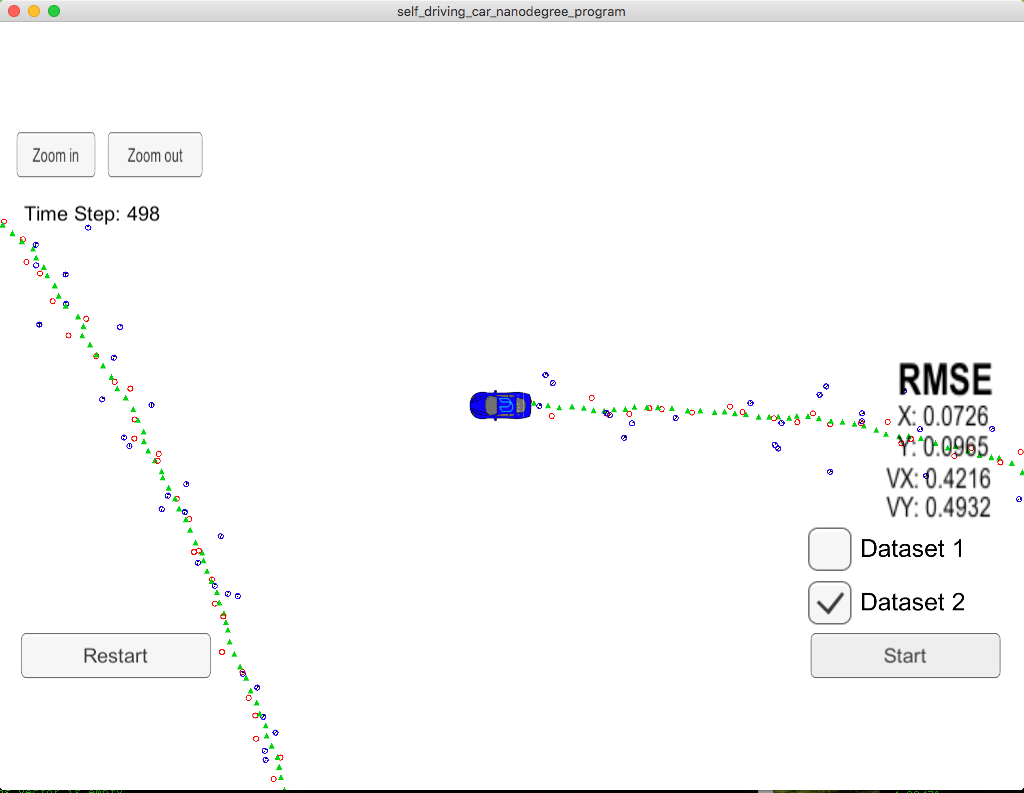 self_driving_car_nanodegree_program
Zoom in
Zoom out
Time Step: 498
RMSE
X: 0.0726
Y: 0.0965
VX: 0.4216
VY: 0.4932
Dataset 1
Dataset 2
Restart
Start